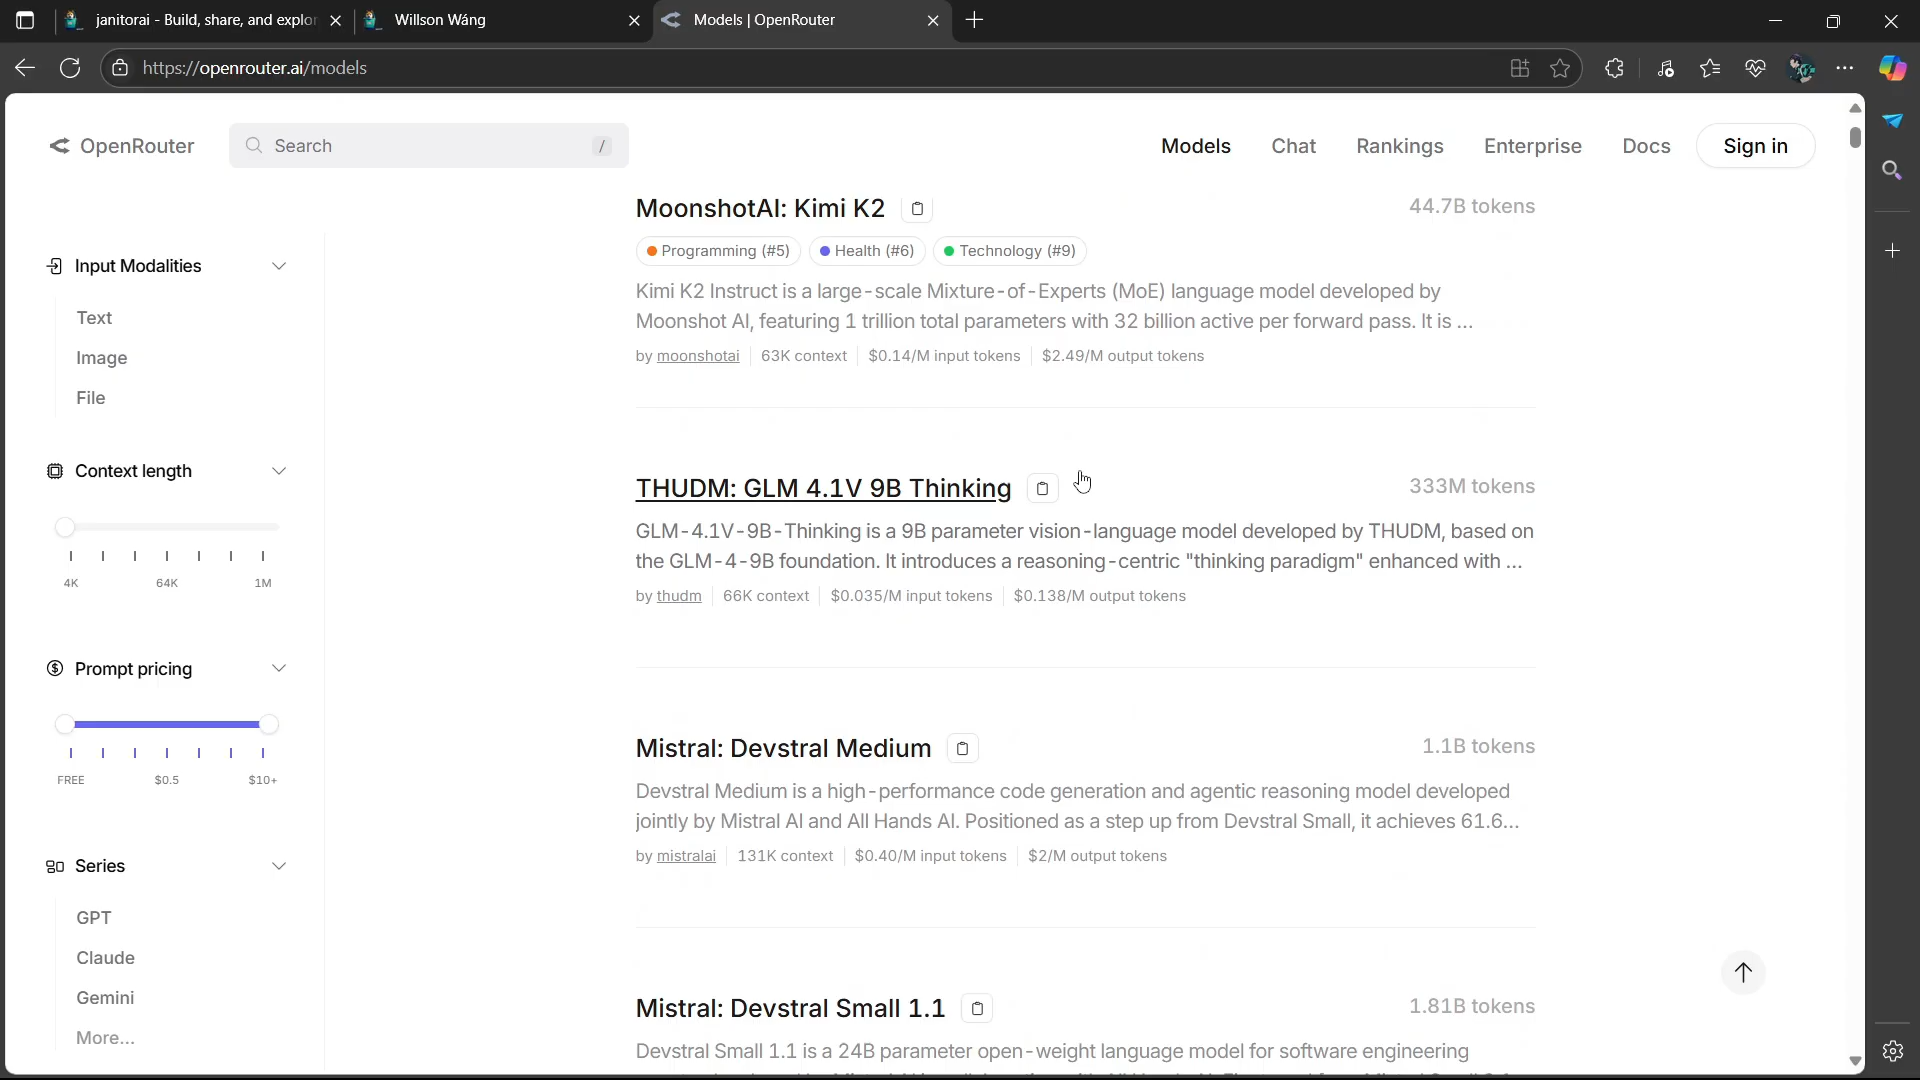 janitorai - Build, share, and explor
Willson Wáng
Models | OpenRouter
https://openrouter.ai/models
OpenRouter
Search
/
Models
Chat
Rankings
Enterprise
Docs
Sign in
Input Modalities
Text
Image
File
Context length
4K
64K
1M
Prompt pricing
FREE
$0.5
$10+
Series
GPT
Claude
Gemini
More...
MoonshotAI: Kimi K2
44.7B tokens
Programming (#5)
Health (#6)
Technology (#9)
Kimi K2 Instruct is a large-scale Mixture-of-Experts (MoE) language model developed by
Moonshot AI, featuring 1 trillion total parameters with 32 billion active per forward pass. It is ...
by moonshotai
63K context
$0.14/M input tokens
$2.49/M output tokens
THUDM: GLM 4.1V 9B Thinking
333M tokens
GLM-4.1V-9B-Thinking is a 9B parameter vision-language model developed by THUDM, based on
the GLM-4-9B foundation. It introduces a reasoning-centric "thinking paradigm" enhanced with ...
by thudm
66K context
$0.035/M input tokens
$0.138/M output tokens
Mistral: Devstral Medium
1.1B tokens
Devstral Medium is a high-performance code generation and agentic reasoning model developed
jointly by Mistral AI and All Hands AI. Positioned as a step up from Devstral Small, it achieves 61.6...
by mistralai
131K context
$0.40/M input tokens
$2/M output tokens
Mistral: Devstral Small 1.1
1.81B tokens
Devstral Small 1.1 is a 24B parameter open-weight language model for software engineering